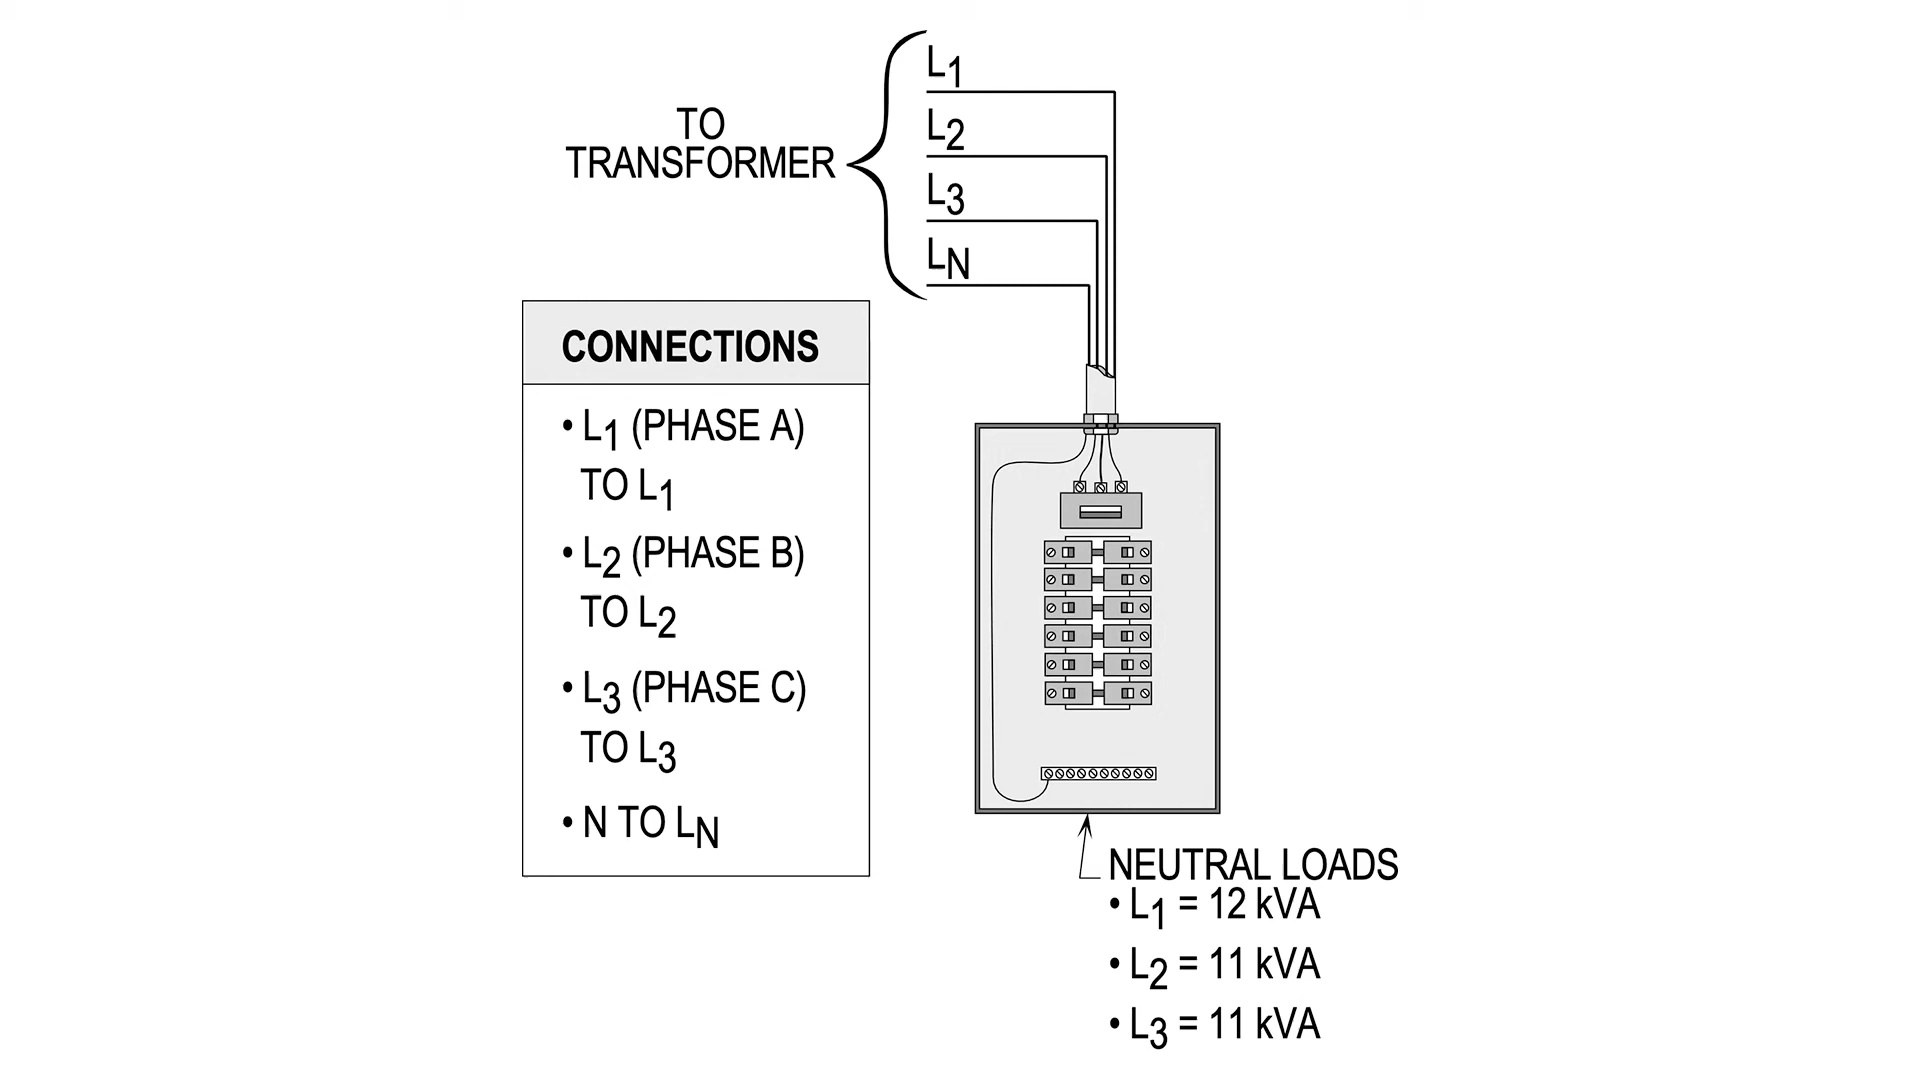 TO
TRANSFORMER
L1
L2
L3
LN
CONNECTIONS
• L1 (PHASE A)
TO L1
• L2 (PHASE B)
TO L2
• L3 (PHASE C)
TO L3
• N TO LN
NEUTRAL LOADS
• L1 = 12 kVA
• L2 = 11 kVA
• L3 = 11 kVA